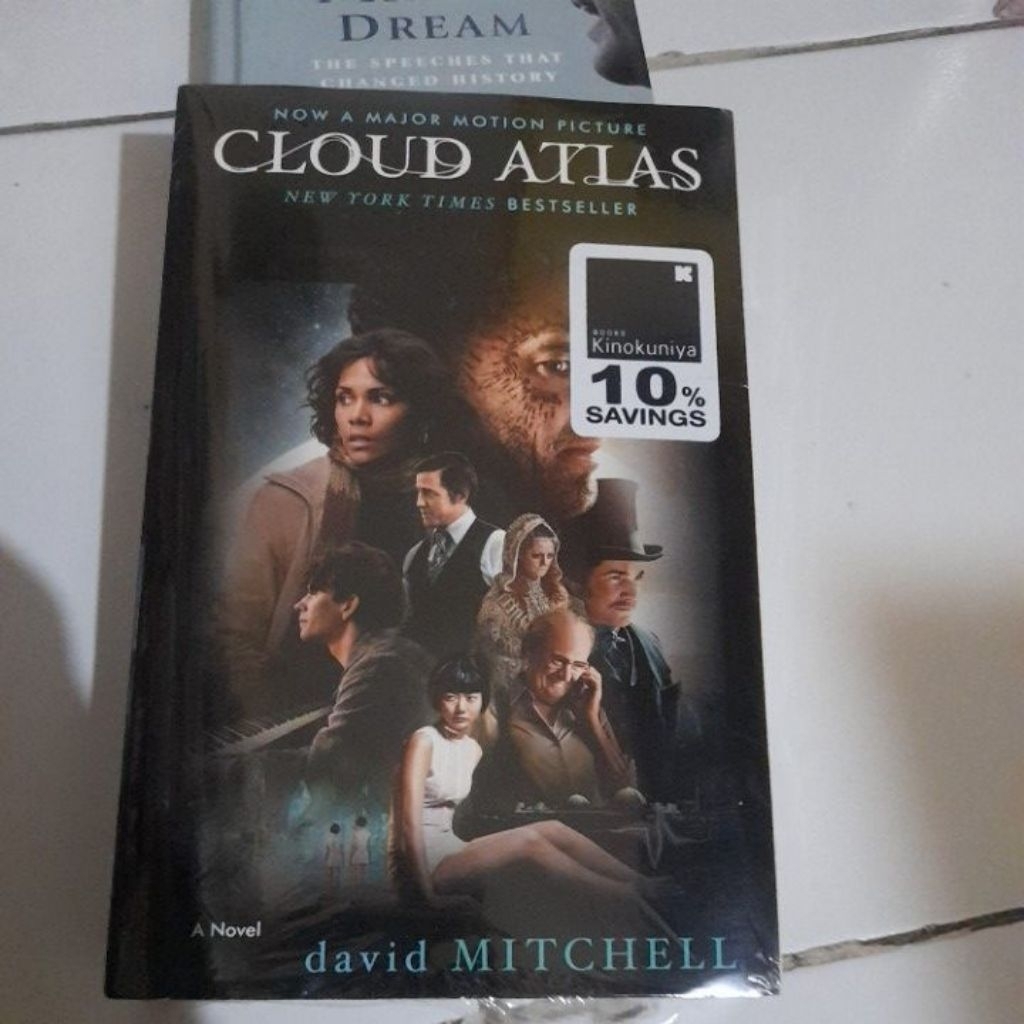 DREAM
THE SPEECHES THAT
CHANGED HISTORY
NOW A MAJOR MOTION PICTURE
CLOUD ATLAS
NEW YORK TIMES BESTSELLER
K
BOOKS
Kinokuniya
10%
SAVINGS
A Novel
david MITCHELL